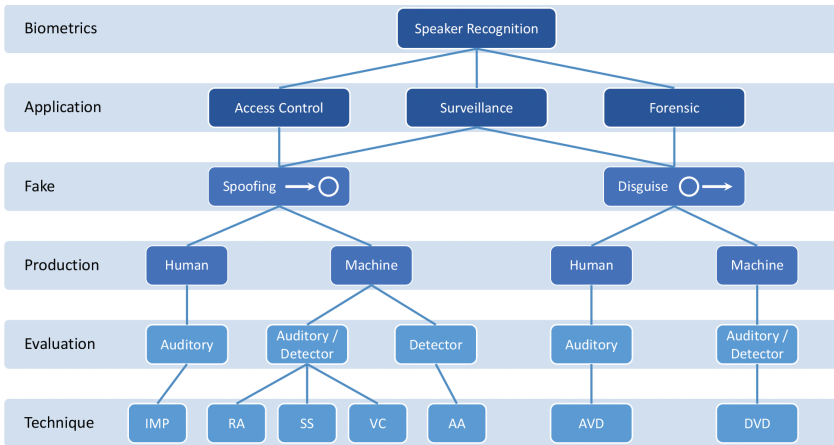 Biometrics
Speaker Recognition
Application
Access Control
Surveillance
Forensic
Fake
Spoofing
Disguise
Production
Human
Machine
Human
Machine
Evaluation
Auditory
Auditory /
Detector
Detector
Auditory
Auditory /
Detector
Technique
IMP
RA
SS
VC
AA
AVD
DVD